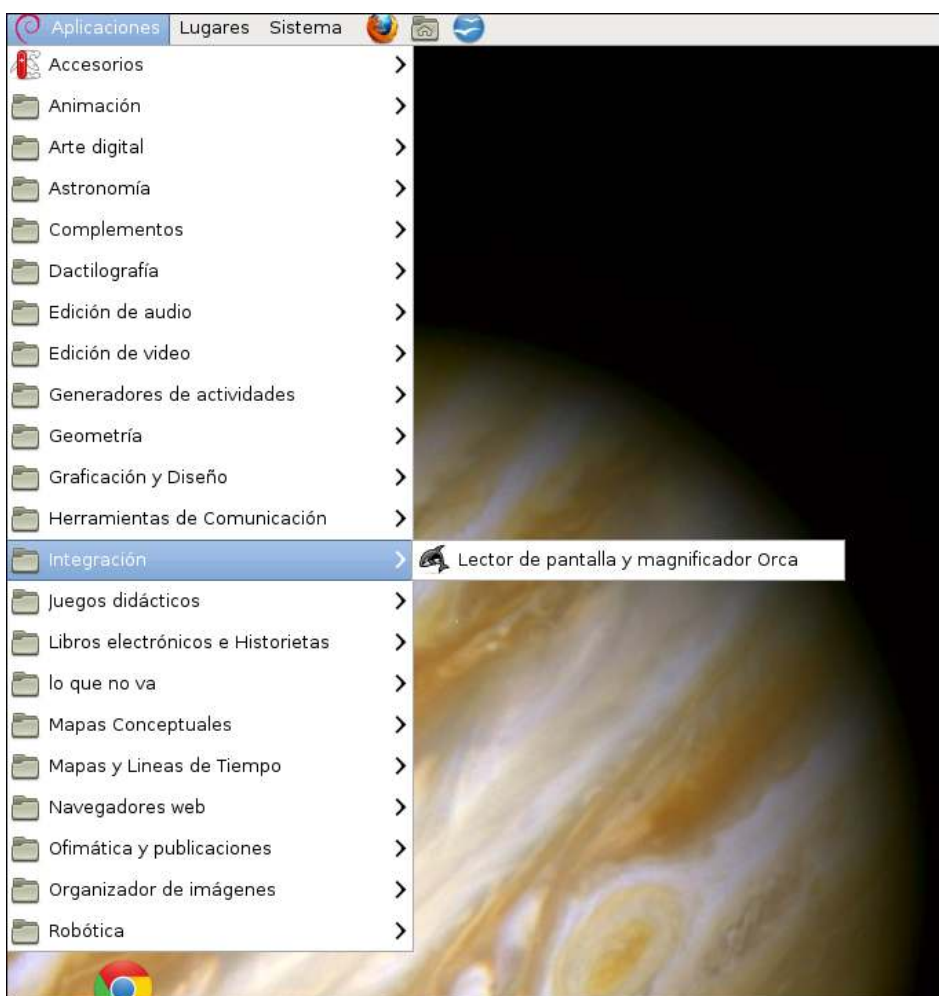 Aplicaciones Lugares Sistema
Accesorios
Animación
Arte digital
Astronomía
Complementos
Dactilografía
Edición de audio
Edición de video
Generadores de actividades
Geometría
Graficación y Diseño
Herramientas de Comunicación
Integración
Lector de pantalla y magnificador Orca
Juegos didácticos
Libros electrónicos e Historietas
lo que no va
Mapas Conceptuales
Mapas y Lineas de Tiempo
Navegadores web
Ofimática y publicaciones
Organizador de imágenes
Robótica